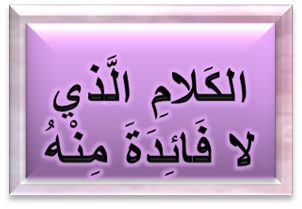 الكَلامِ الَّذي
لا فَائِدَةَ مِنْهُ